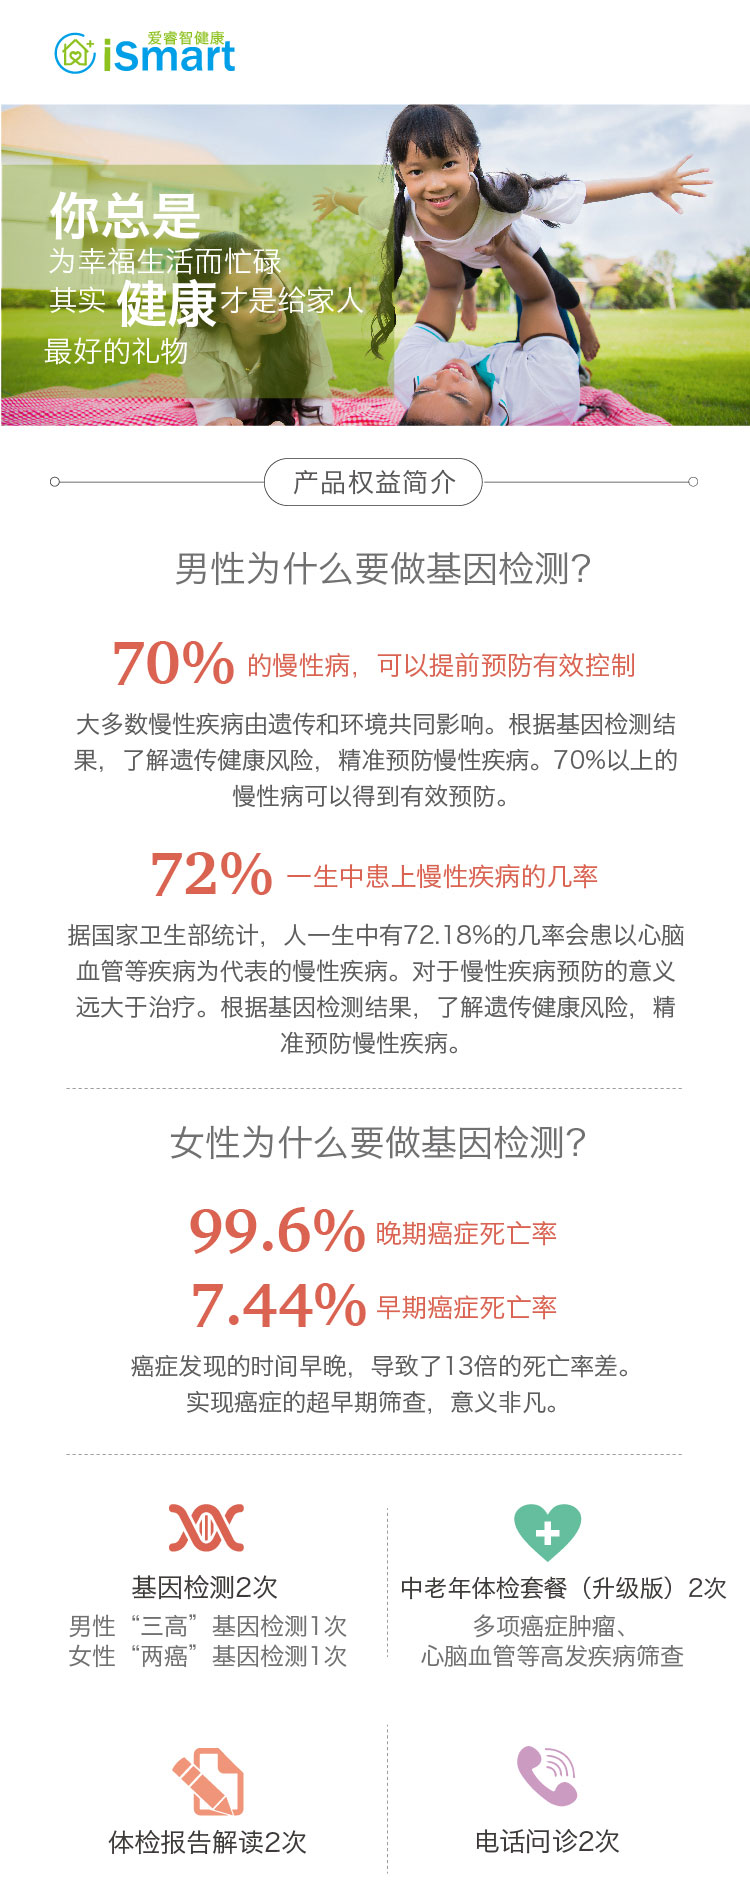 爱睿智健康
iSmart
你总是
为幸福生活而忙碌
其实 健康才是给家人
最好的礼物
产品权益简介
男性为什么要做基因检测?
70% 的慢性病，可以提前预防有效控制
大多数慢性疾病由遗传和环境共同影响。根据基因检测结
果，了解遗传健康风险，精准预防慢性疾病。70%以上的
慢性病可以得到有效预防。
72% 一生中患上慢性疾病的几率
据国家卫生部统计，人一生中有72.18%的几率会患以心脑
血管等疾病为代表的慢性疾病。对于慢性疾病预防的意义
远大于治疗。根据基因检测结果，了解遗传健康风险，精
准预防慢性疾病。
女性为什么要做基因检测?
99.6% 晚期癌症死亡率
7.44% 早期癌症死亡率
癌症发现的时间早晚，导致了13倍的死亡率差。
实现癌症的超早期筛查，意义非凡。
基因检测2次
男性“三高”基因检测1次
女性“两癌”基因检测1次
中老年体检套餐（升级版）2次
多项癌症肿瘤、
心脑血管等高发疾病筛查
体检报告解读2次
电话问诊2次